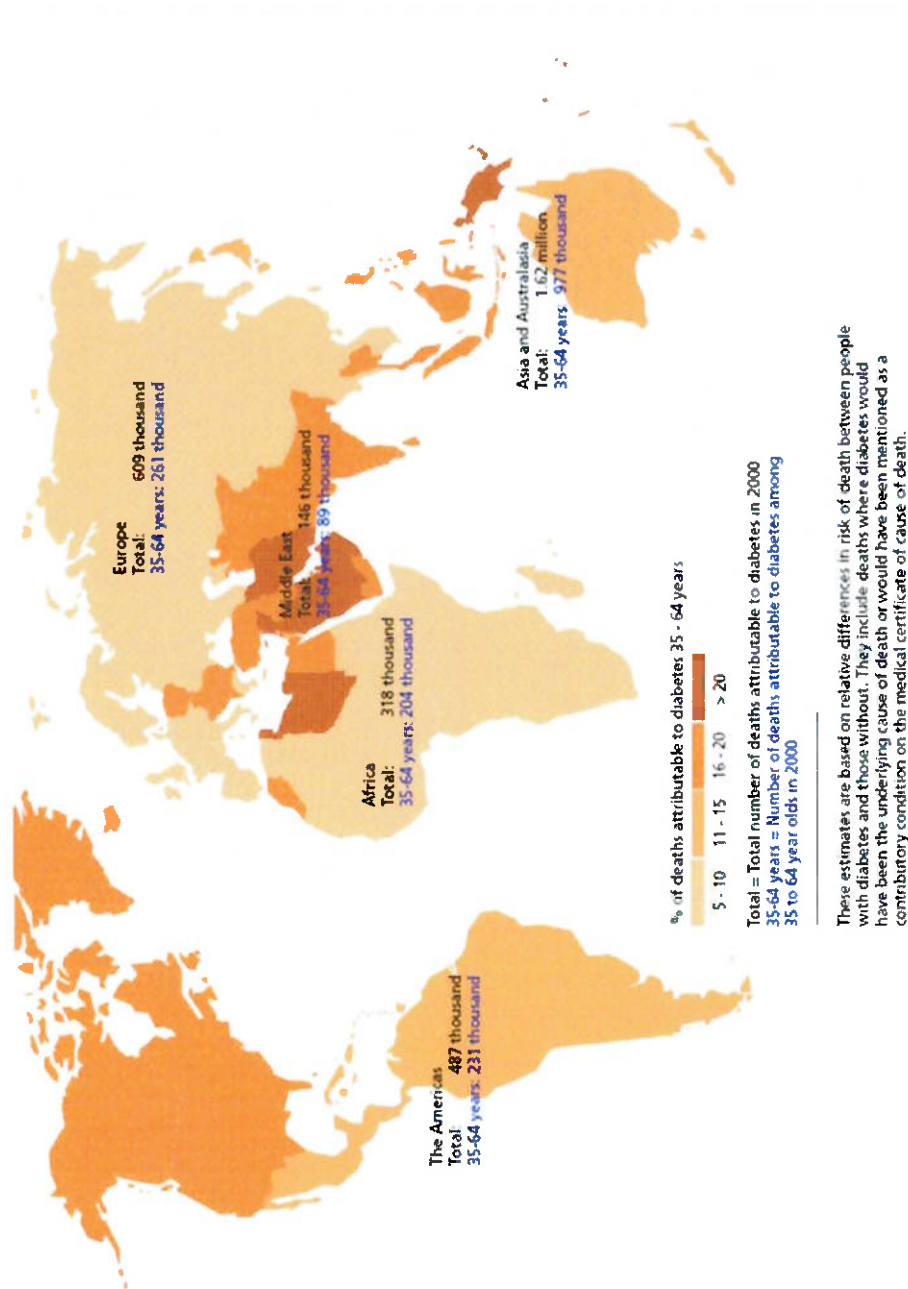 Europe
Total: 609 thousand
35-64 years: 261 thousand
Middle East
Total: 146 thousand
35-64 years: 89 thousand
Africa
Total: 318 thousand
35-64 years: 204 thousand
The Americas
Total: 487 thousand
35-64 years: 231 thousand
Asia and Australasia
Total: 1.62 million
35-64 years: 977 thousand
% of deaths attributable to diabetes 35 - 64 years
5 - 10 11 - 15 16 - 20 > 20
Total = Total number of deaths attributable to diabetes in 2000
35-64 years = Number of deaths attributable to diabetes among
35 to 64 year olds in 2000
These estimates are based on relative differences in risk of death between people
with diabetes and those without. They include deaths where diabetes would
have been the underlying cause of death or would have been mentioned as a
contributory condition on the medical certificate of cause of death.